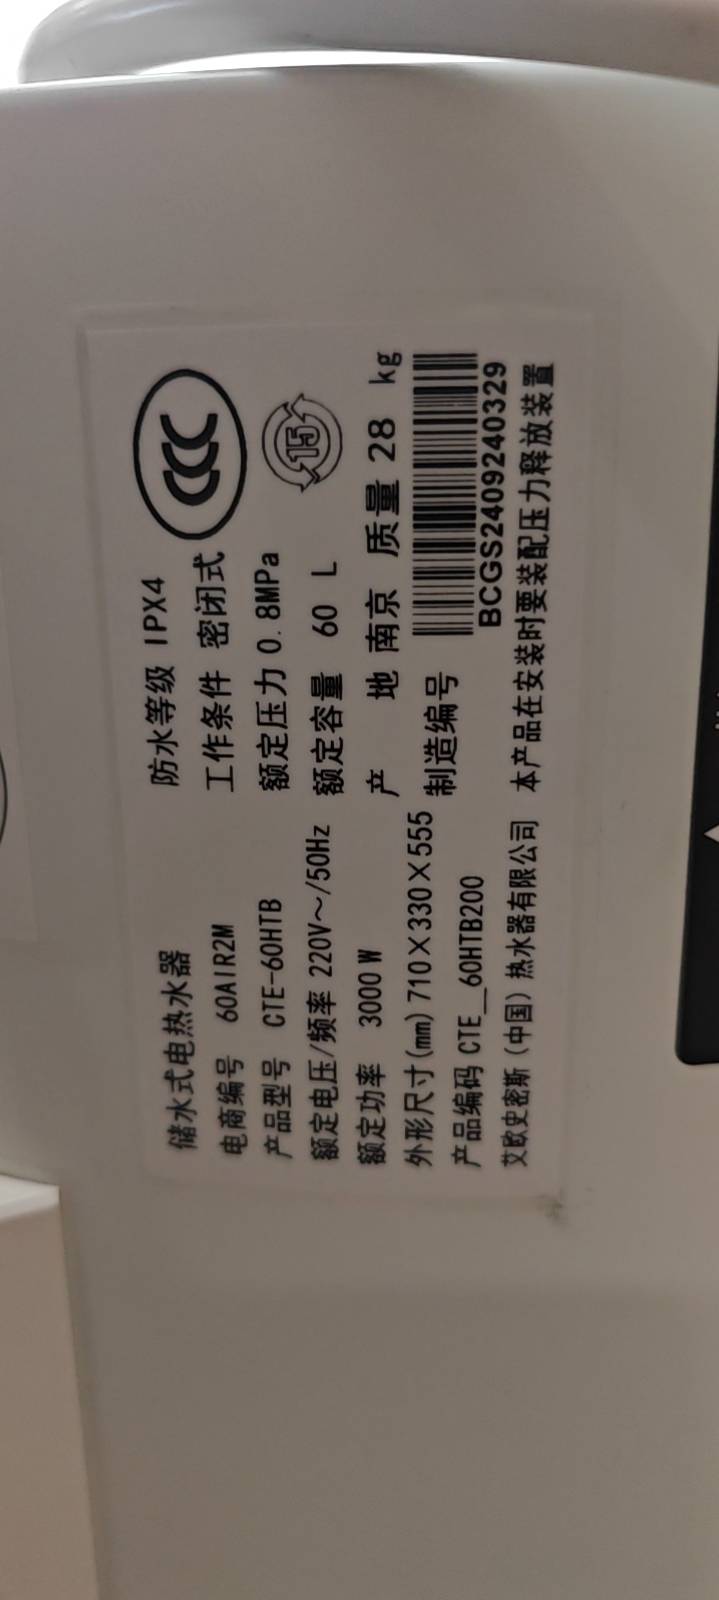 储水式电热水器
电商编号 60AIR2M
产品型号 CTE-60HTB
额定电压/频率 220V～/50Hz
额定功率 3000 W
外形尺寸(mm) 710×330×555
产品编码 CTE_60HTB200
艾欧史密斯（中国）热水器有限公司
防水等级 IPX4
工作条件 密闭式
额定压力 0.8MPa
额定容量 60 L
产 地 南京 质量 28 kg
制造编号
BCGS2409240329
本产品在安装时要装配压力释放装置
CCC
15